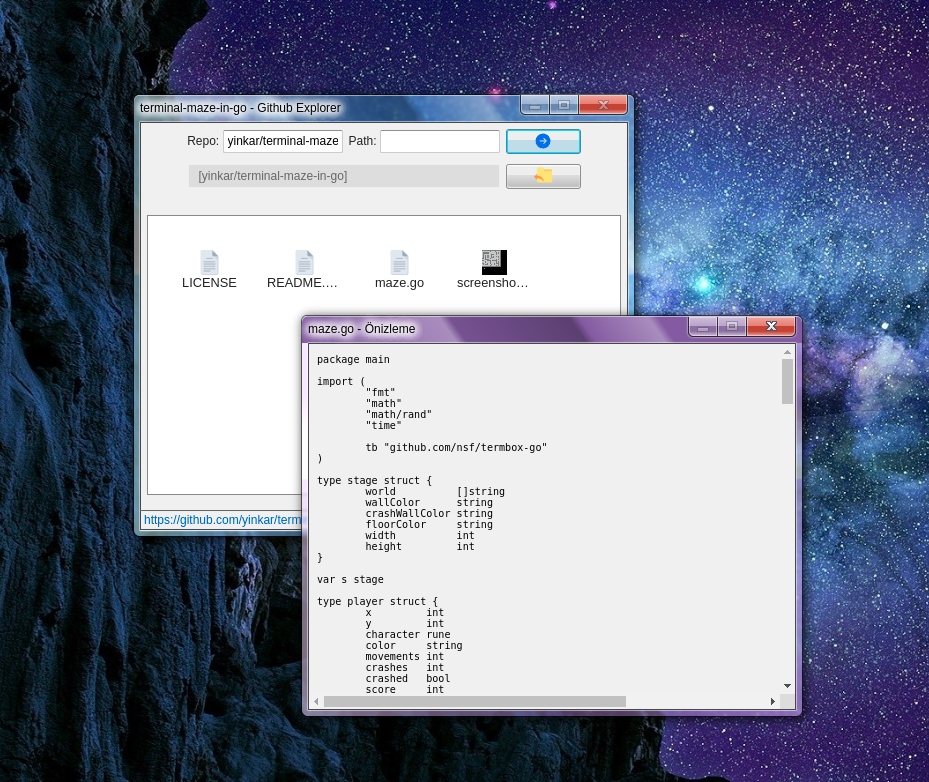 terminal-maze-in-go - Github Explorer
Repo: yinkar/terminal-maze Path:
[yinkar/terminal-maze-in-go]
LICENSE README.… maze.go screensho…
https://github.com/yinkar/term
maze.go - Önizleme
package main
import (
"fmt"
"math"
"math/rand"
"time"
tb "github.com/nsf/termbox-go"
)
type stage struct {
world []string
wallColor string
crashWallColor string
floorColor string
width int
height int
}
var s stage
type player struct {
x int
y int
character rune
color string
movements int
crashes int
crashed bool
score int